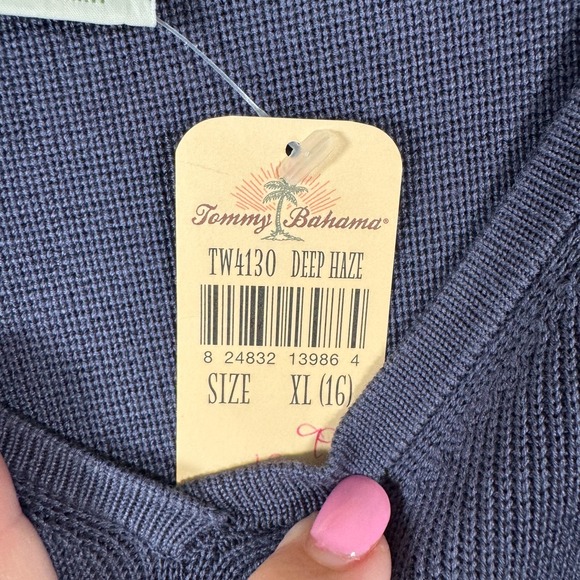 Tommy Bahama®
TW4130 DEEP HAZE
8 24832 13986 4
SIZE XL (16)